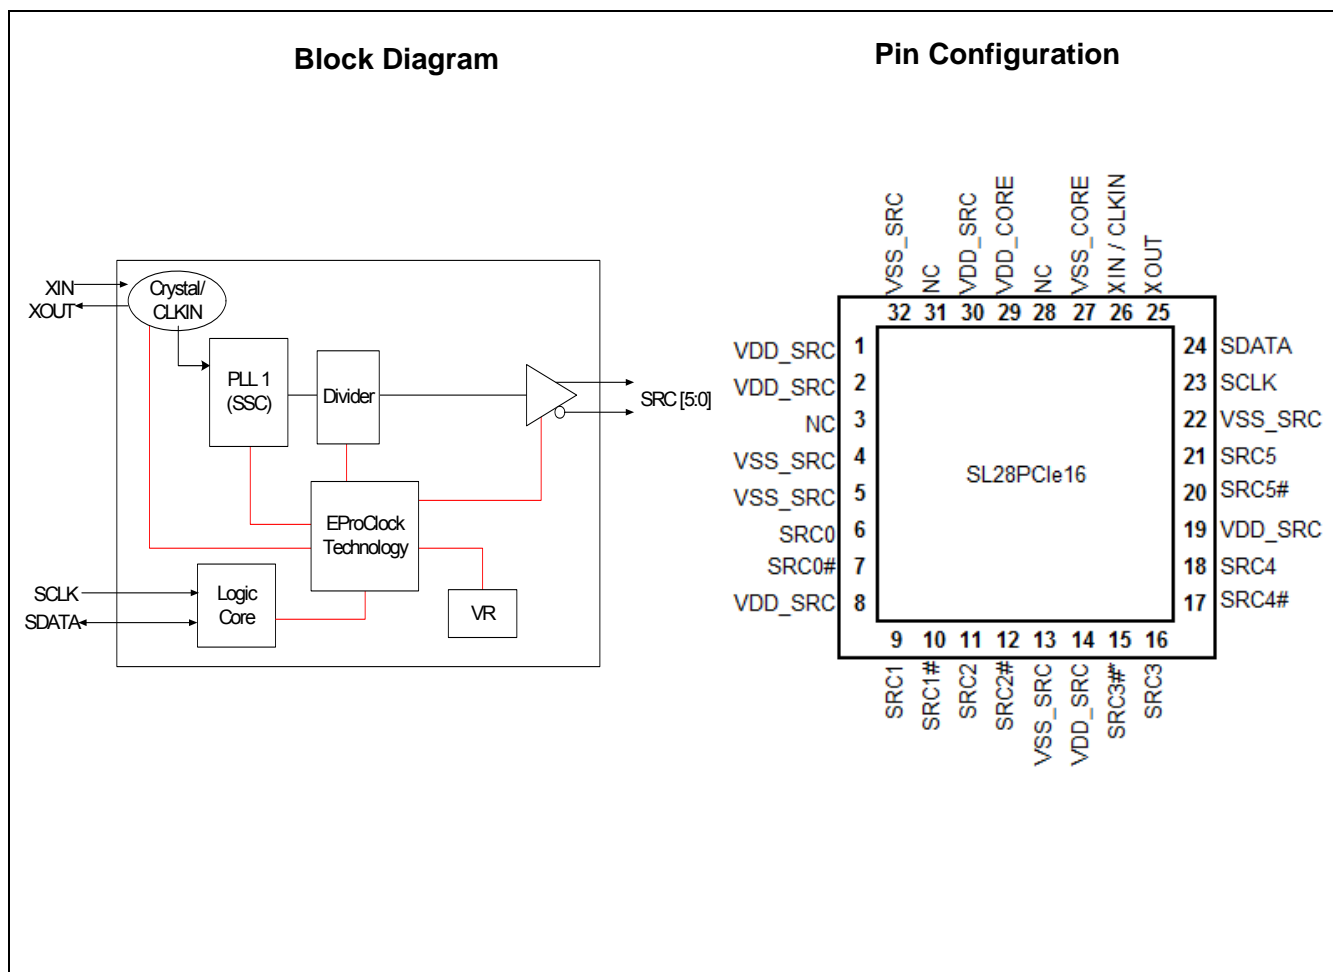 Block Diagram
XIN
XOUT
Crystal/
CLKIN
PLL 1
(SSC)
Divider
SRC [5:0]
EProClock
Technology
SCLK
SDATA
Logic
Core
VR
Pin Configuration
VSS_SRC
NC
VDD_SRC
VDD_CORE
NC
VSS_CORE
XIN / CLKIN
XOUT
32 31 30 29 28 27 26 25
VDD_SRC 1
VDD_SRC 2
NC 3
VSS_SRC 4
VSS_SRC 5
SRC0 6
SRC0# 7
VDD_SRC 8
SL28PCIe16
24 SDATA
23 SCLK
22 VSS_SRC
21 SRC5
20 SRC5#
19 VDD_SRC
18 SRC4
17 SRC4#
9 10 11 12 13 14 15 16
SRC1
SRC1#
SRC2
SRC2#
VSS_SRC
VDD_SRC
SRC3#
SRC3